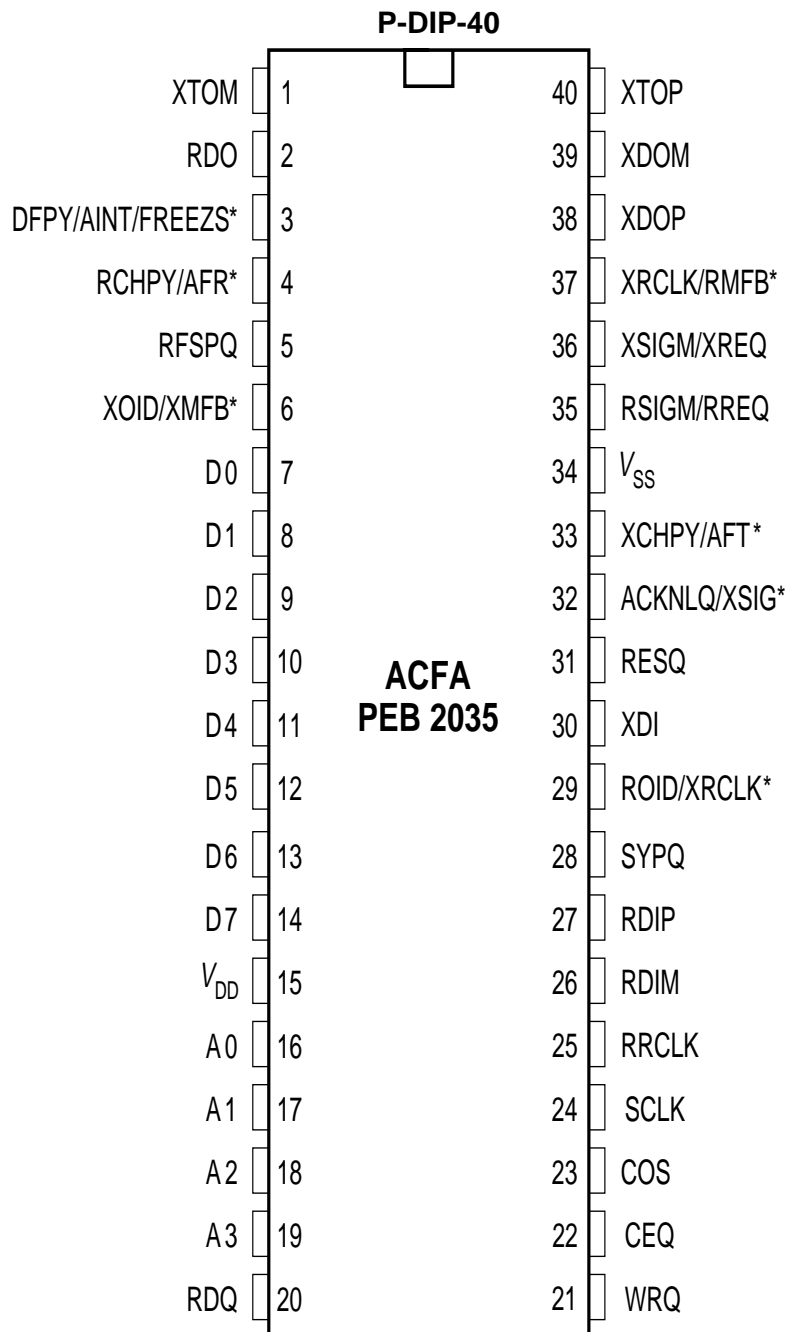 P-DIP-40
XTOM 1 40 XTOP
RDO 2 39 XDOM
DFPY/AINT/FREEZS* 3 38 XDOP
RCHPY/AFR* 4 37 XRCLK/RMFB*
RFSPQ 5 36 XSIGM/XREQ
XOID/XMFB* 6 35 RSIGM/RREQ
D0 7 34 VSS
D1 8 33 XCHPY/AFT*
D2 9 32 ACKNLQ/XSIG*
D3 10 31 RESQ
ACFA
PEB 2035
D4 11 30 XDI
D5 12 29 ROID/XRCLK*
D6 13 28 SYPQ
D7 14 27 RDIP
VDD 15 26 RDIM
A0 16 25 RRCLK
A1 17 24 SCLK
A2 18 23 COS
A3 19 22 CEQ
RDQ 20 21 WRQ